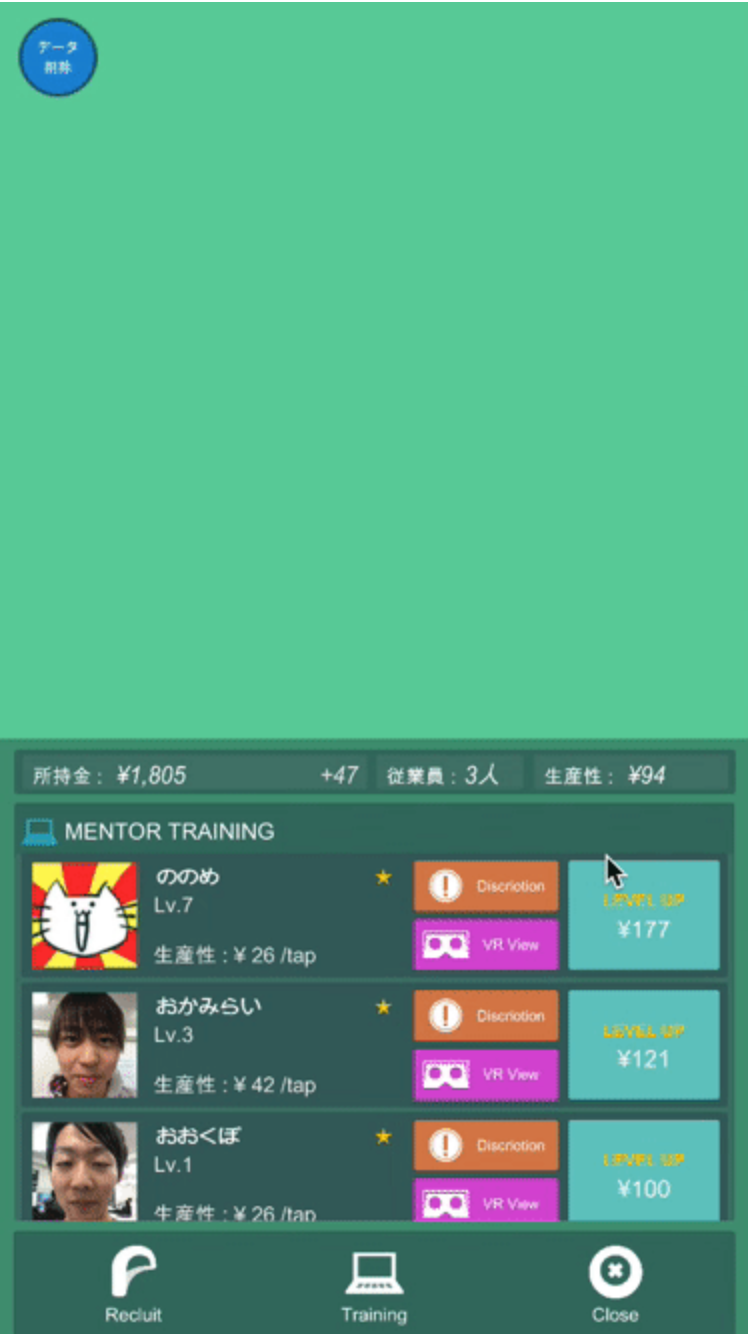 データ
削除
所持金 : ¥1,805 +47 従業員 : 3人 生産性 : ¥94
MENTOR TRAINING
ののめ ★
Lv.7
生産性 : ¥ 26 /tap
Discription
VR View
LEVEL UP
¥177
おかみらい ★
Lv.3
生産性 : ¥ 42 /tap
Discription
VR View
LEVEL UP
¥121
おおくぼ ★
Lv.1
生産性 : ¥ 26 /tap
Discription
VR View
LEVEL UP
¥100
Recluit Training Close